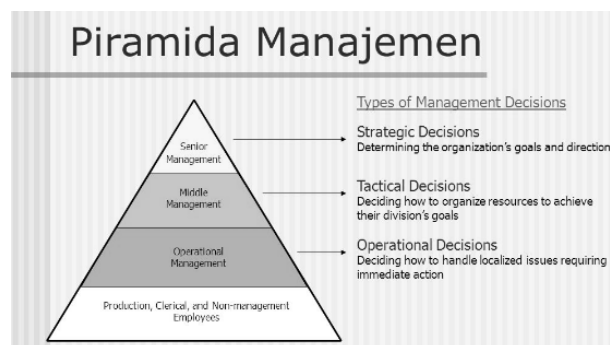 Piramida Manajemen
Types of Management Decisions
Strategic Decisions
Determining the organization's goals and direction
Tactical Decisions
Deciding how to organize resources to achieve
their division's goals
Operational Decisions
Deciding how to handle localized issues requiring
immediate action
Senior
Management
Middle
Management
Operational
Management
Production, Clerical, and Non-management
Employees